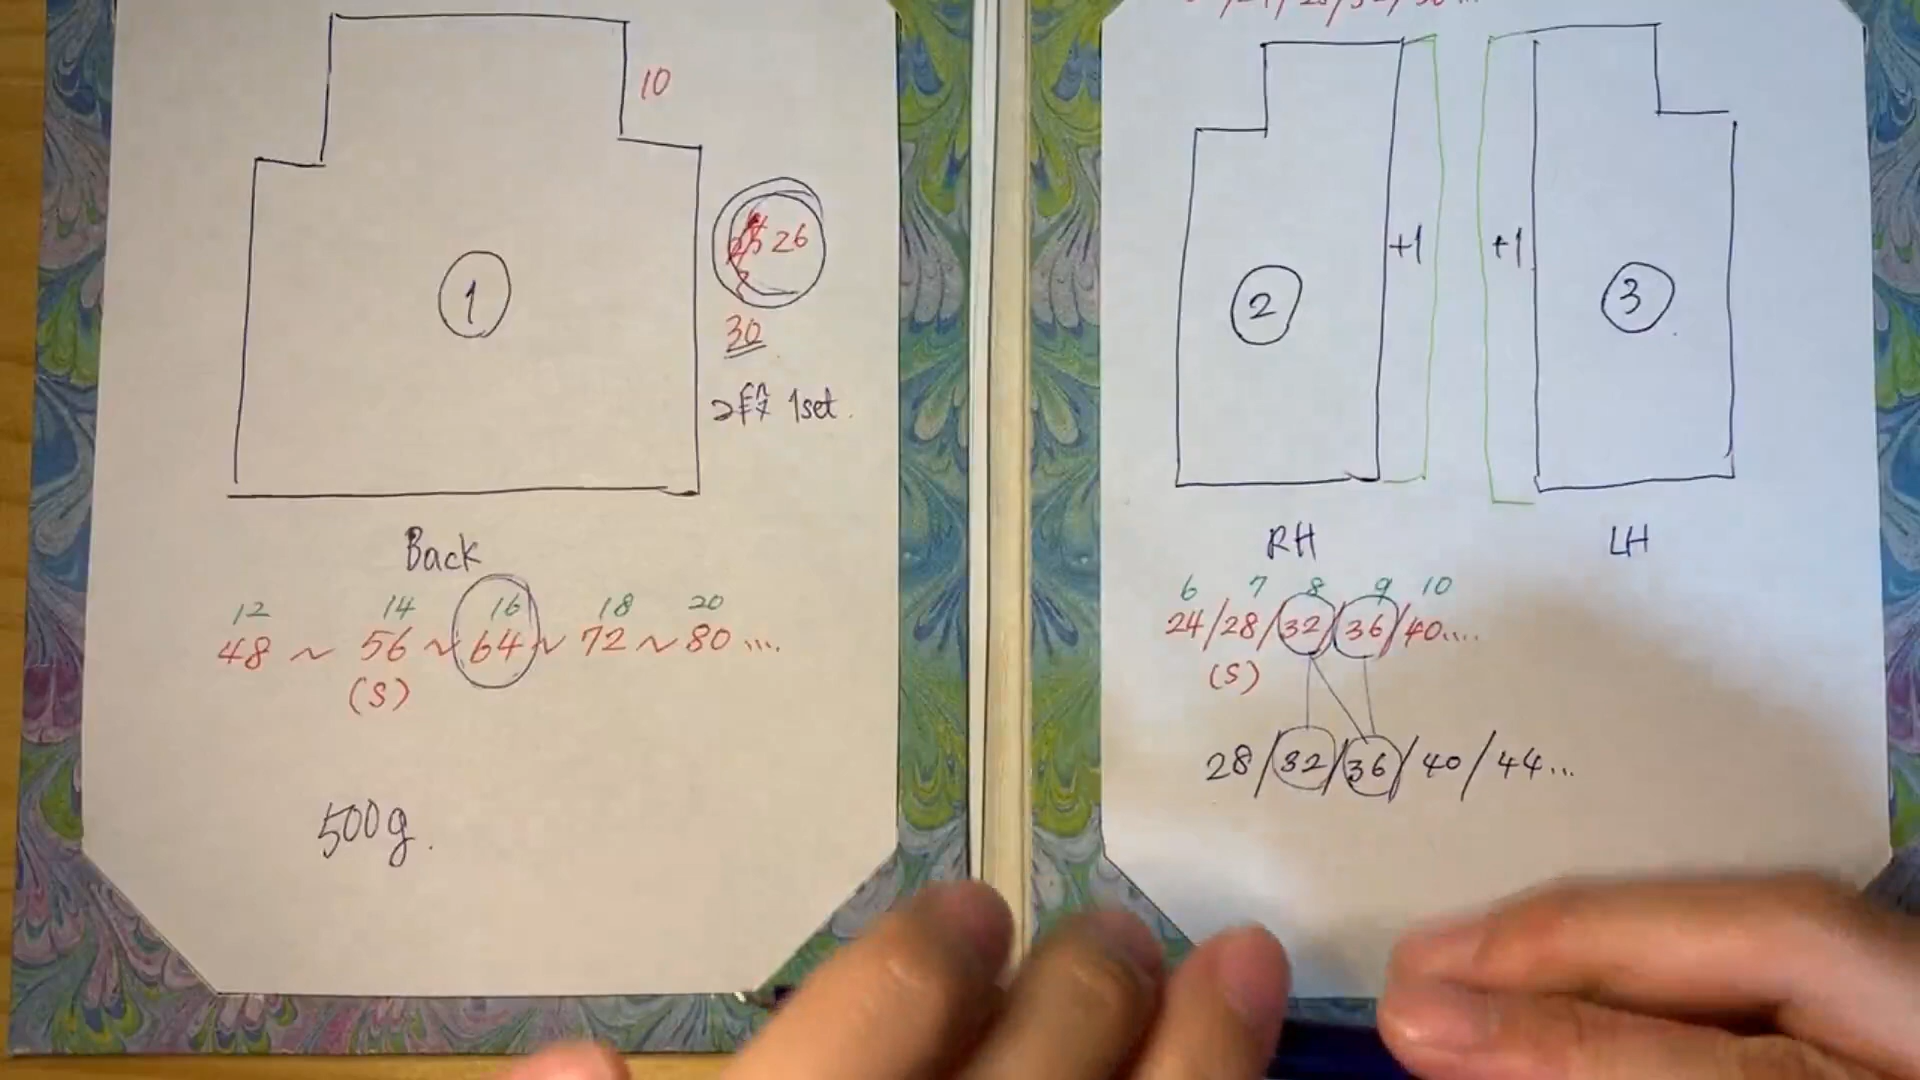 10
26
30
2段 1set.
1
Back
12 14 16 18 20
48 ~ 56 ~ 64 ~ 72 ~ 80 ....
(S)
500g.
+1 +1
2 3
RH LH
6 7 8 9 10
24/28/32/36/40....
(S)
28/32/36/40/44...